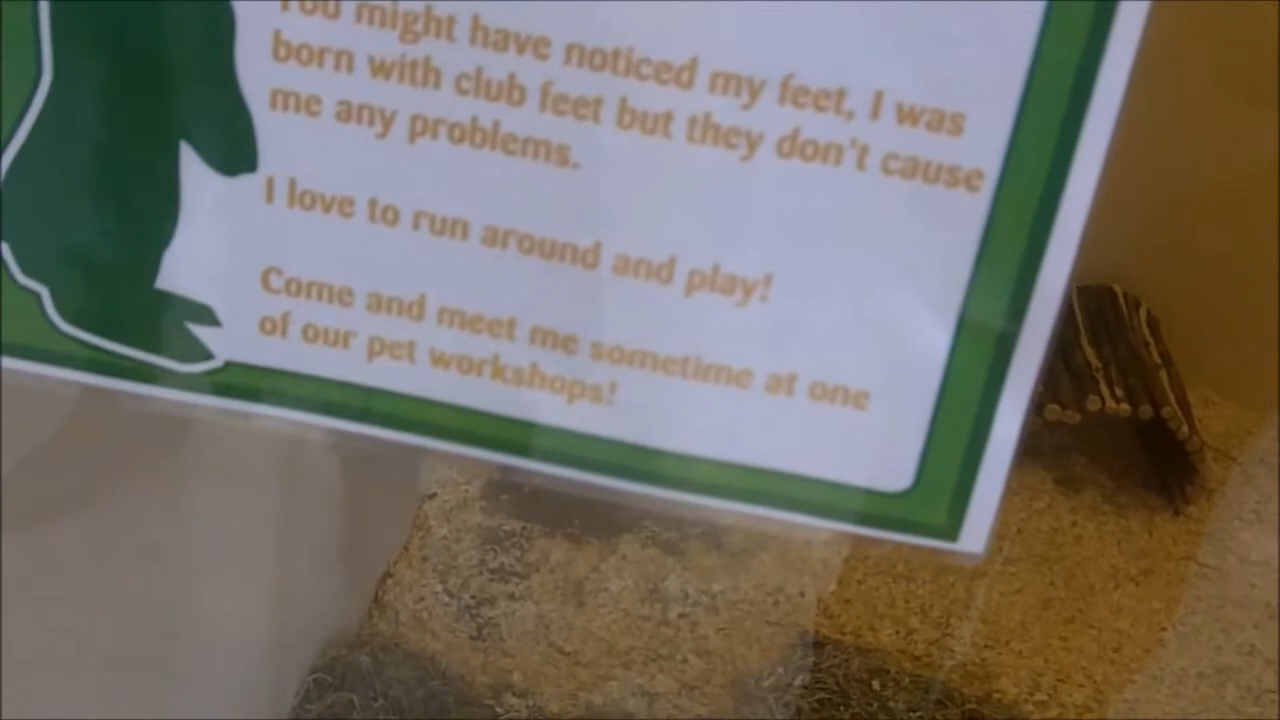 You might have noticed my feet, I was
born with club feet but they don't cause
me any problems.
I love to run around and play!
Come and meet me sometime at one
of our pet workshops!